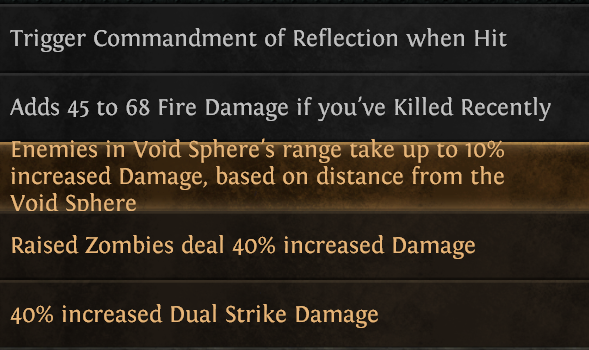 Trigger Commandment of Reflection when Hit
Adds 45 to 68 Fire Damage if you've Killed Recently
Enemies in Void Sphere's range take up to 10%
increased Damage, based on distance from the
Void Sphere
Raised Zombies deal 40% increased Damage
40% increased Dual Strike Damage